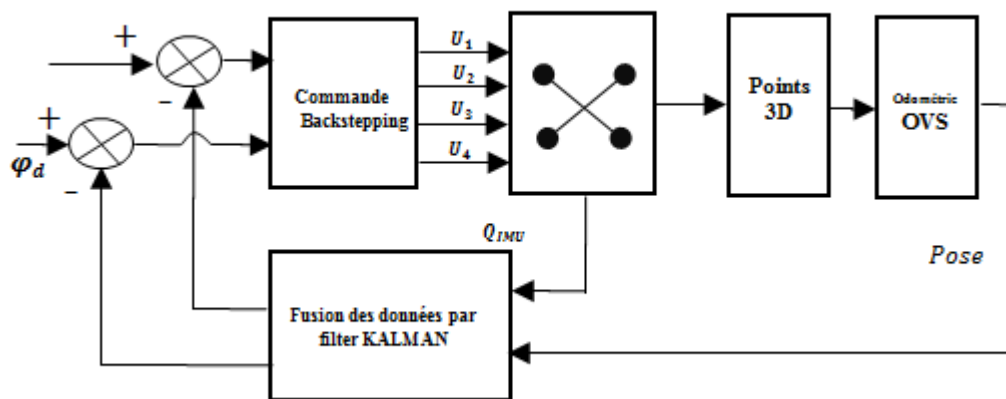 +
-
+
φd
-
Commande
Backstepping
U1
U2
U3
U4
Points
3D
Odométric
OVS
QIMU
Pose
Fusion des données par
filter KALMAN